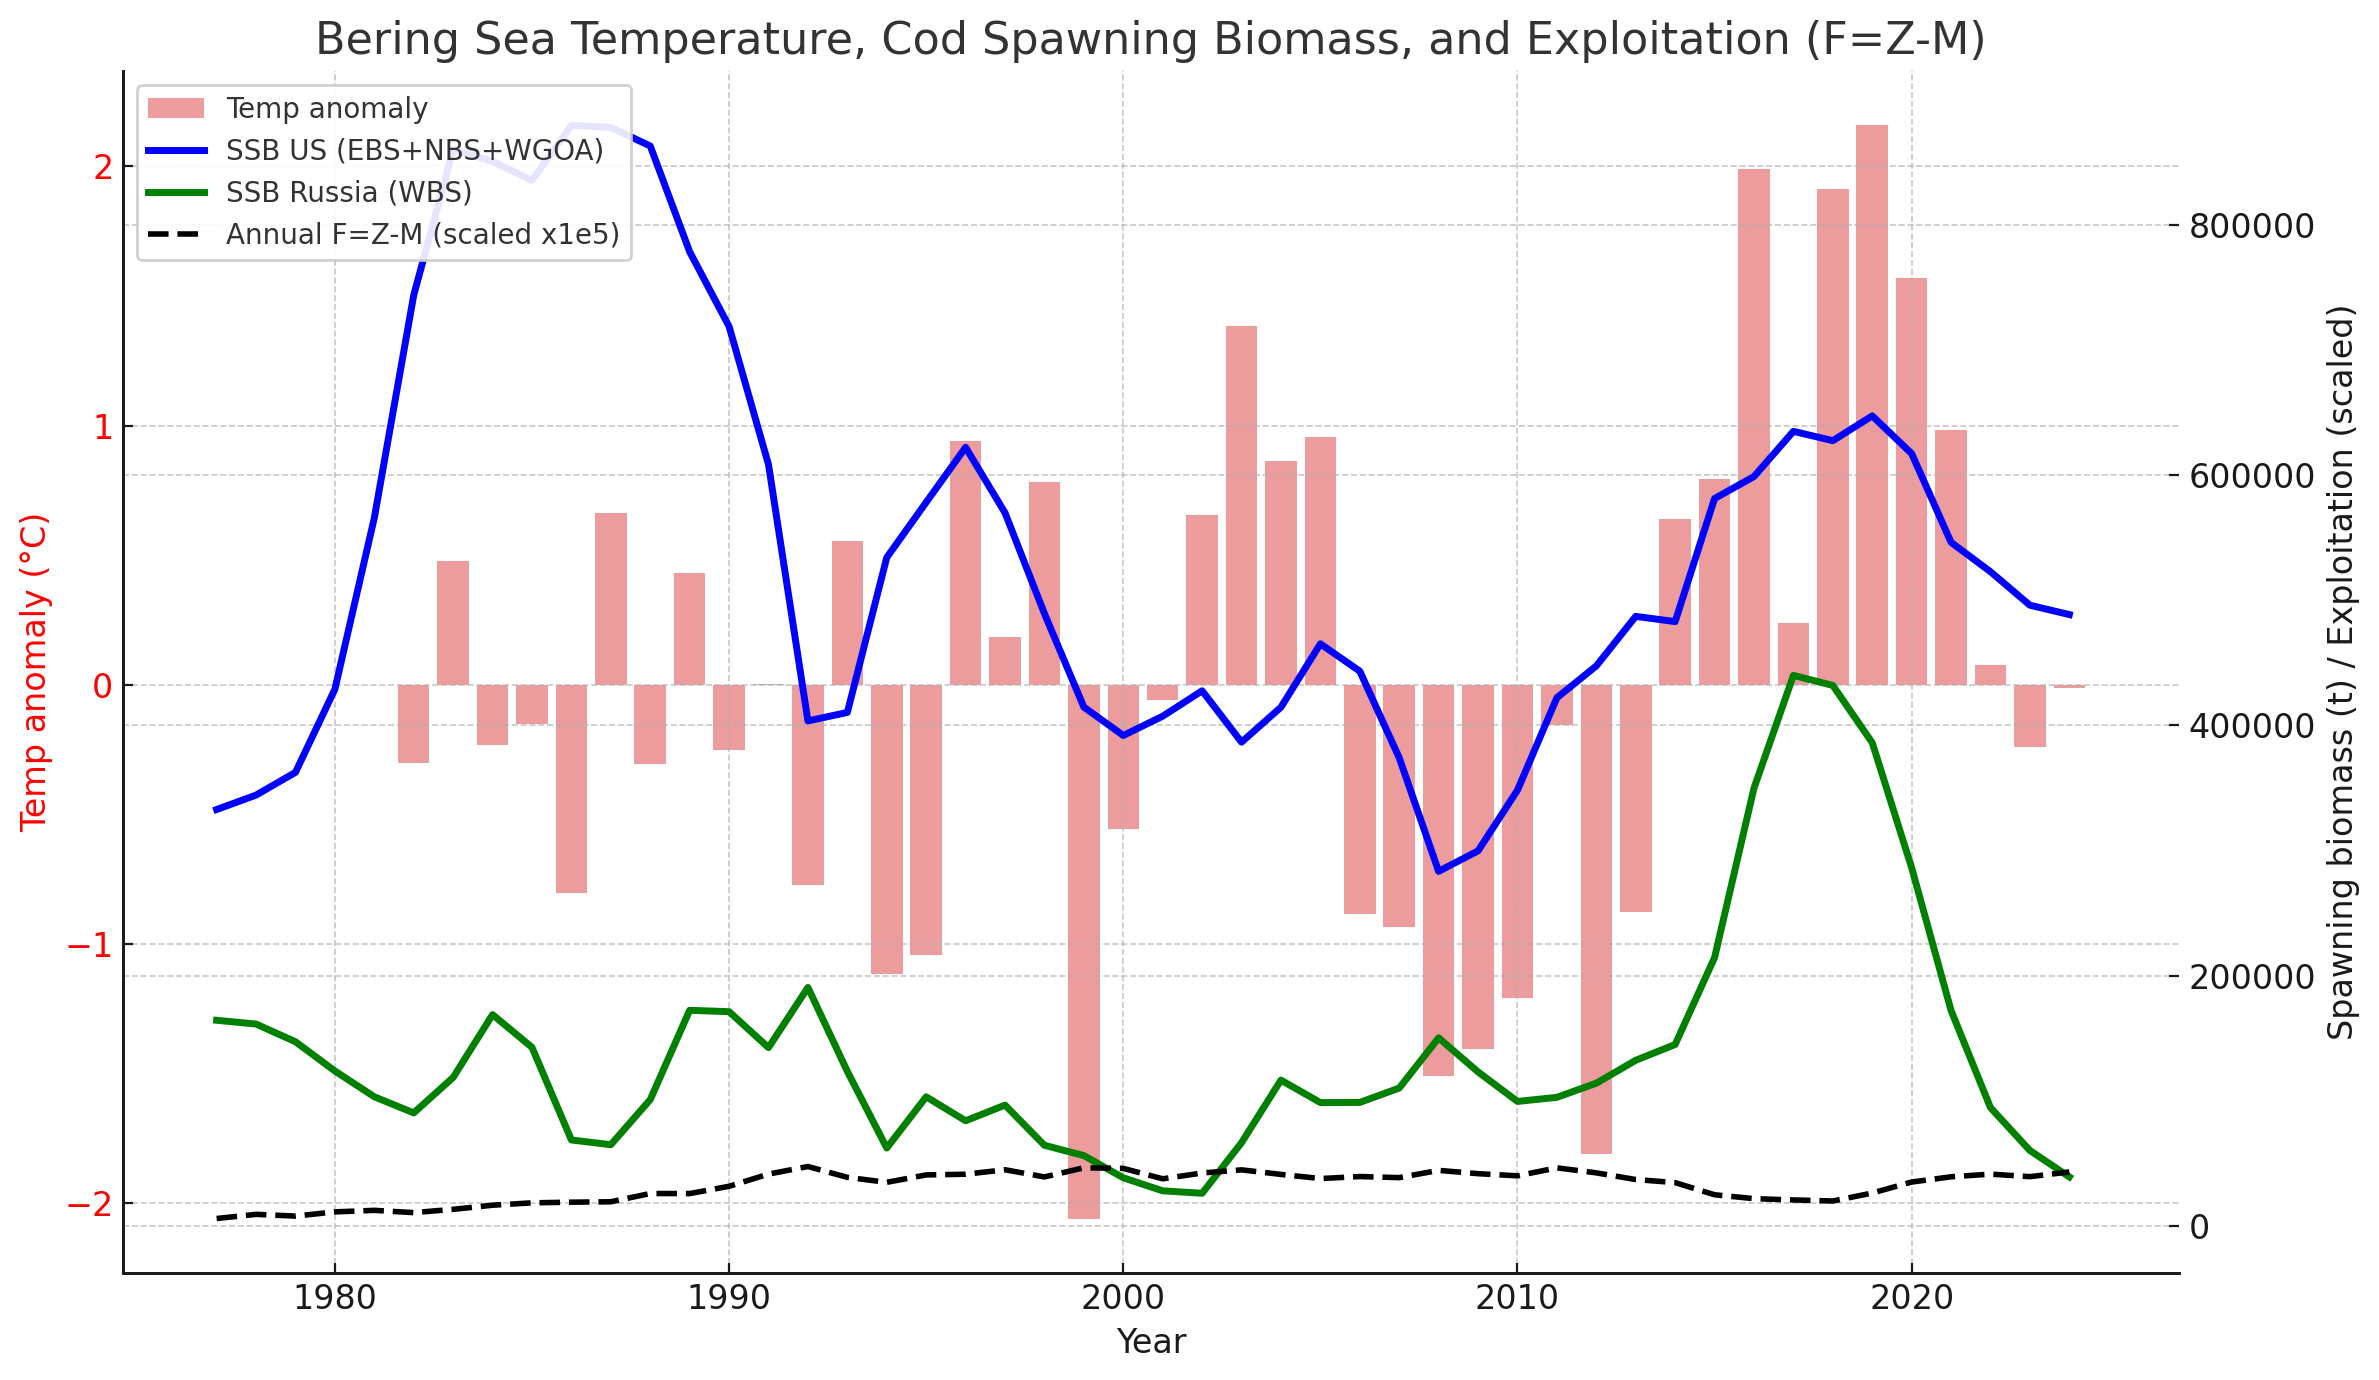 Bering Sea Temperature, Cod Spawning Biomass, and Exploitation (F=Z-M)
Temp anomaly
SSB US (EBS+NBS+WGOA)
SSB Russia (WBS)
Annual F=Z-M (scaled x1e5)
Temp anomaly (°C)
2
1
0
−1
−2
800000
600000
400000
200000
0
Spawning biomass (t) / Exploitation (scaled)
1980
1990
2000
2010
2020
Year